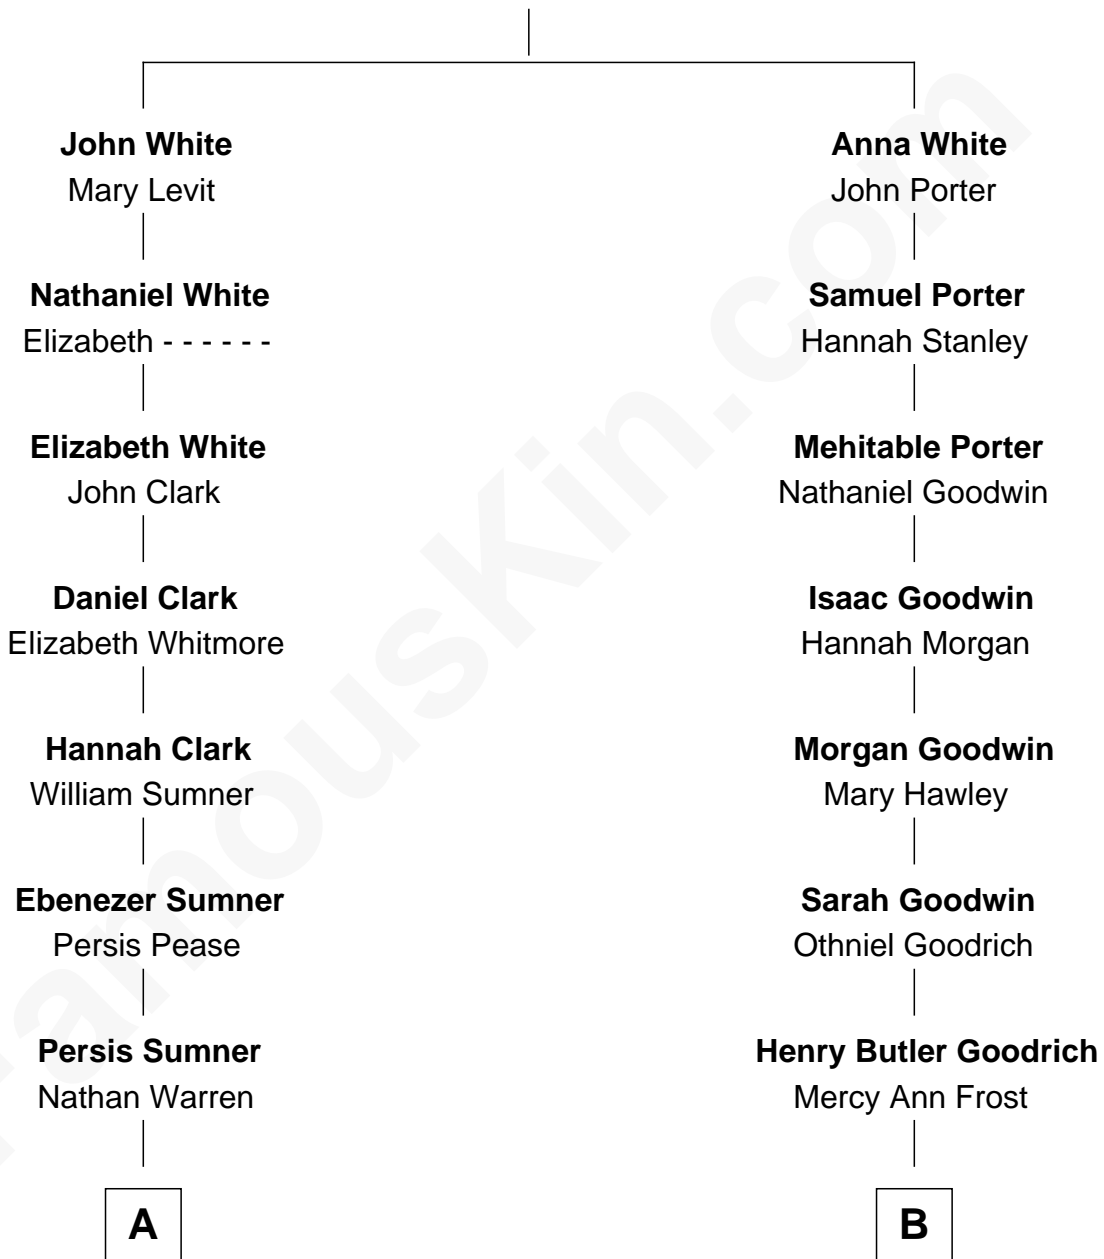 John White
Mary Levit
Nathaniel White
Elizabeth - - - - - -
Elizabeth White
John Clark
Daniel Clark
Elizabeth Whitmore
Hannah Clark
William Sumner
Ebenezer Sumner
Persis Pease
Persis Sumner
Nathan Warren
A
Anna White
John Porter
Samuel Porter
Hannah Stanley
Mehitable Porter
Nathaniel Goodwin
Isaac Goodwin
Hannah Morgan
Morgan Goodwin
Mary Hawley
Sarah Goodwin
Othniel Goodrich
Henry Butler Goodrich
Mercy Ann Frost
B
FamousKin.com